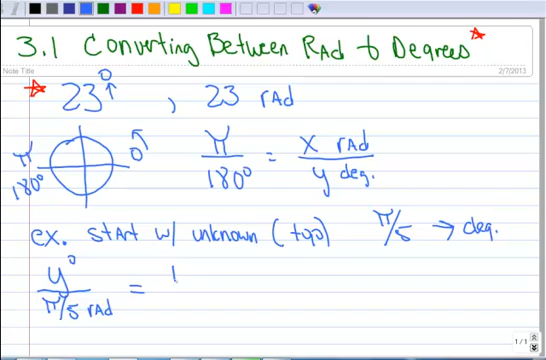 3.1 Converting Between RAD to Degrees
Note Title
2/7/2013
23° , 23 RAD
π
180°
0
π/180° = x RAD/y deg.
ex. start w/ unknown (top) π/5 → deg.
y°/π/5 RAD = 1
1/1